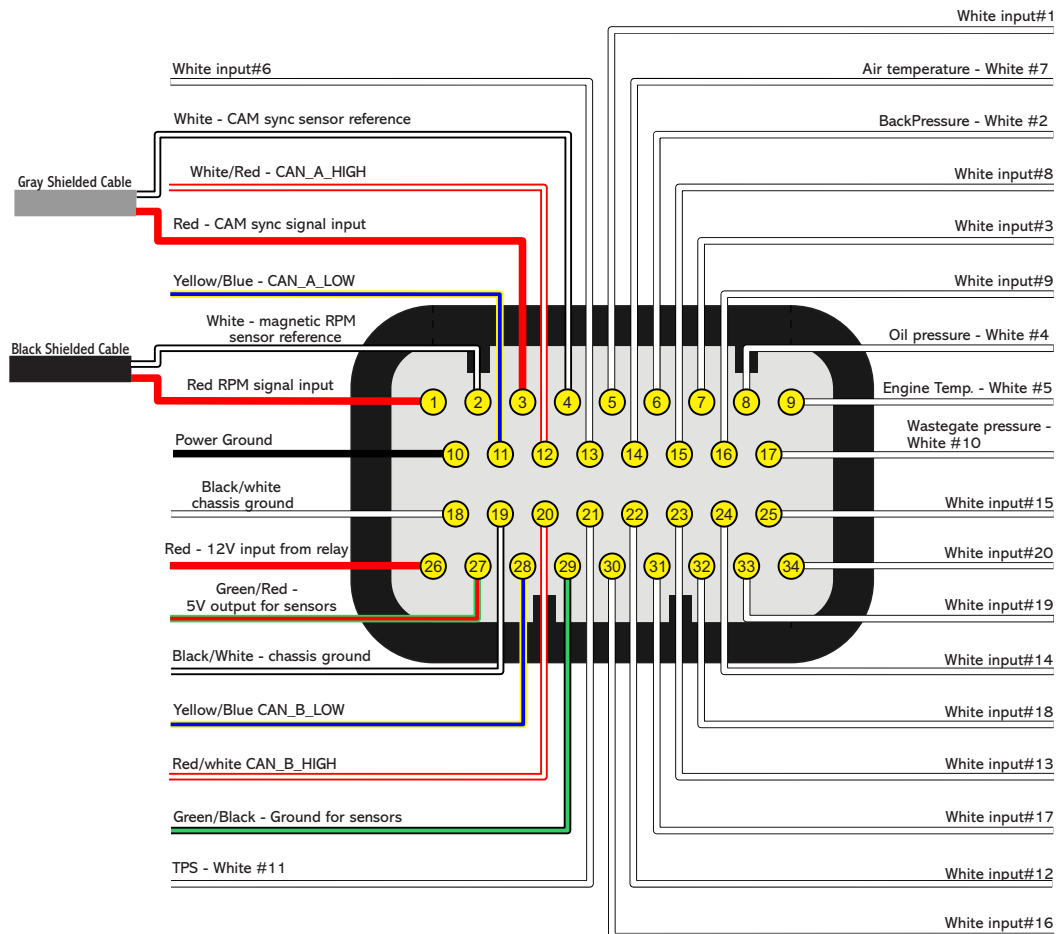 White input#1
White input#6
Air temperature - White #7
White - CAM sync sensor reference
BackPressure - White #2
White/Red - CAN_A_HIGH
White input#8
Gray Shielded Cable
Red - CAM sync signal input
White input#3
Yellow/Blue - CAN_A_LOW
White input#9
White - magnetic RPM
sensor reference
Oil pressure - White #4
Black Shielded Cable
Red RPM signal input
Engine Temp. - White #5
1 2 3 4 5 6 7 8 9
Wastegate pressure -
White #10
Power Ground
10 11 12 13 14 15 16 17
Black/white
chassis ground
White input#15
18 19 20 21 22 23 24 25
Red - 12V input from relay
White input#20
26 27 28 29 30 31 32 33 34
Green/Red -
5V output for sensors
White input#19
Black/White - chassis ground
White input#14
Yellow/Blue CAN_B_LOW
White input#18
Red/white CAN_B_HIGH
White input#13
Green/Black - Ground for sensors
White input#17
TPS - White #11
White input#12
White input#16